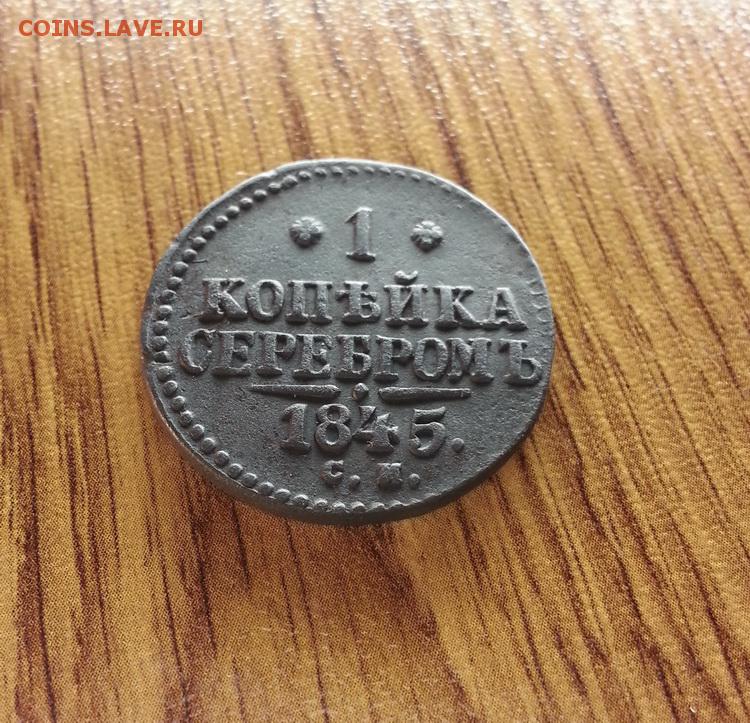 COINS.LAVE.RU
1
КОПѢЙКА
СЕРЕБРОМЪ
1845.
С. М.